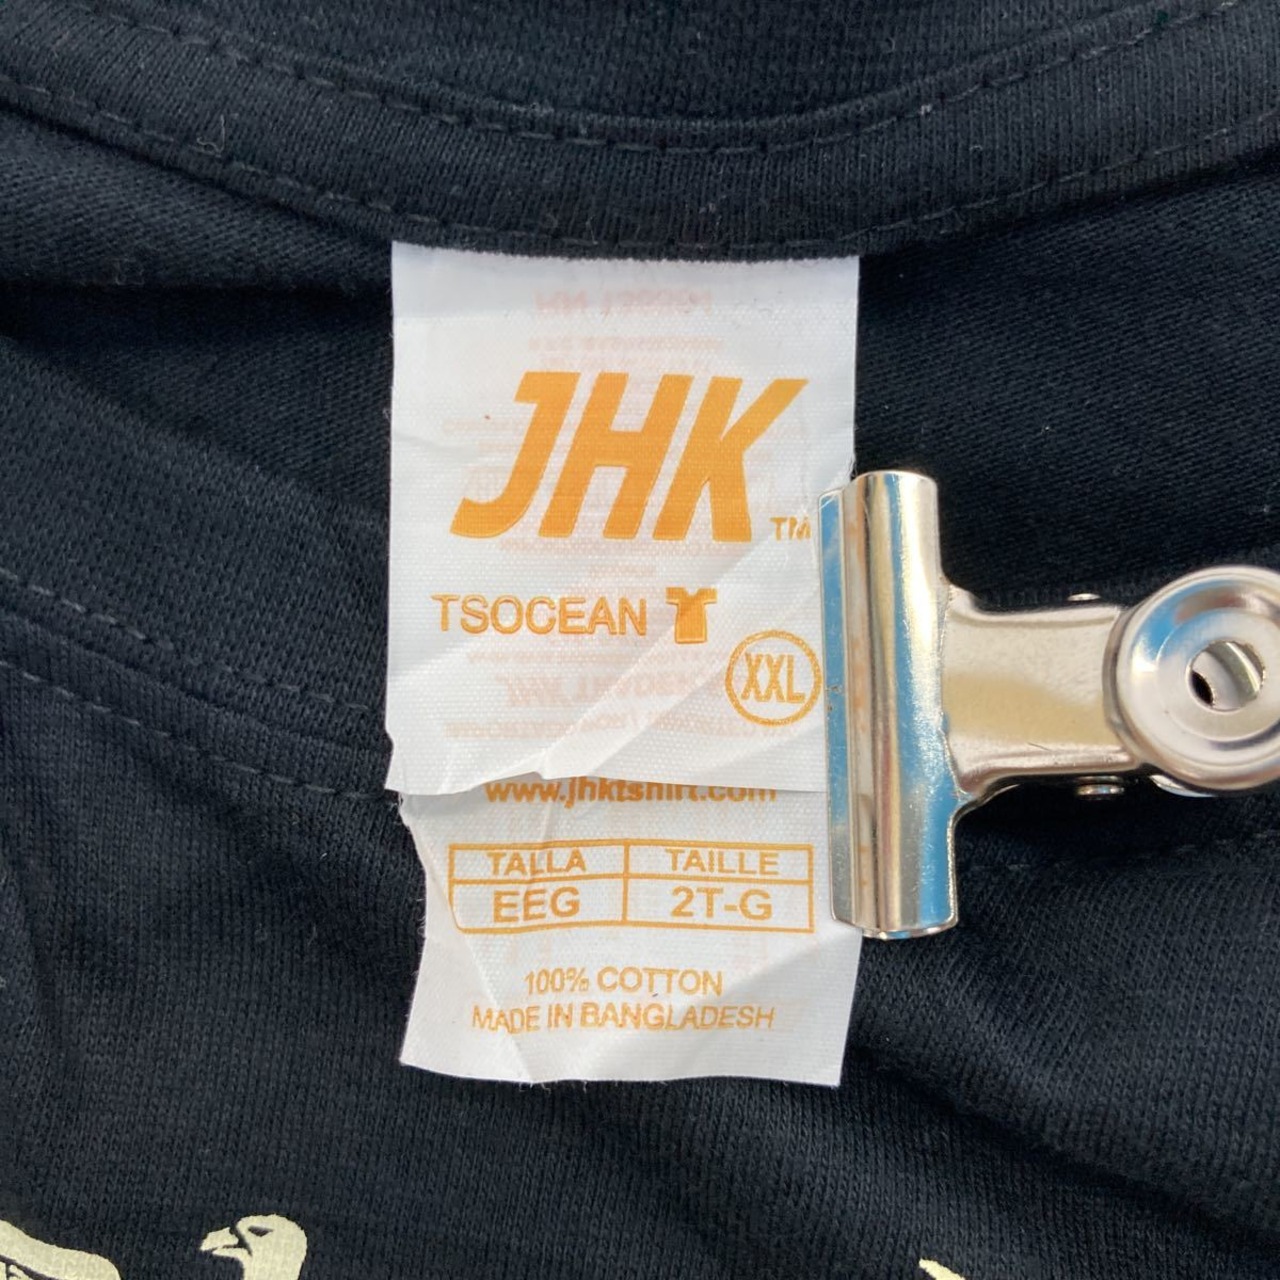 JHK TM
TSOCEAN
XXL
www.jhktshirt.com
TALLA TAILLE
EEG 2T-G
100% COTTON
MADE IN BANGLADESH